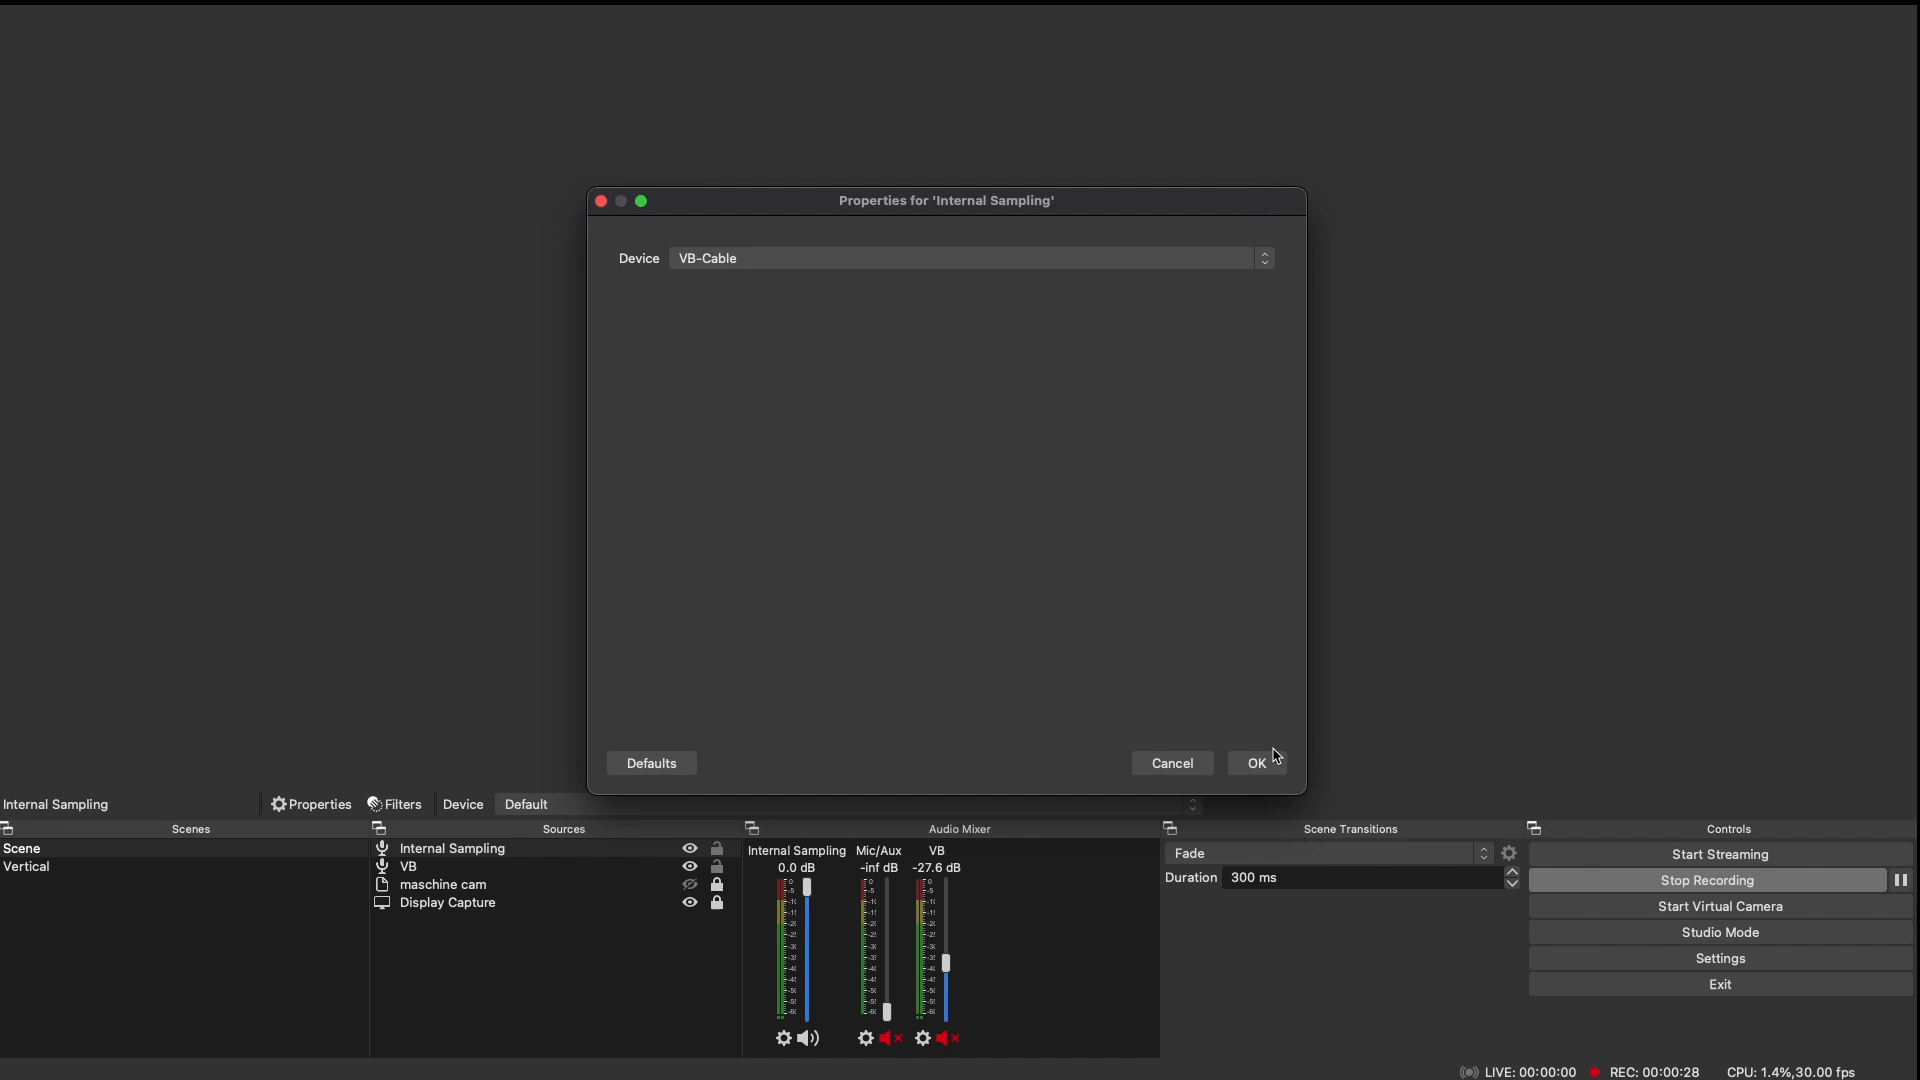 Properties for 'Internal Sampling'
Device VB-Cable
Defaults Cancel OK
Internal Sampling Properties Filters Device Default
Scenes Sources Audio Mixer Scene Transitions Controls
Scene
Vertical
Internal Sampling
VB
maschine cam
Display Capture
Internal Sampling Mic/Aux VB
0.0 dB -inf dB -27.6 dB
Fade
Duration 300 ms
Start Streaming
Stop Recording
Start Virtual Camera
Studio Mode
Settings
Exit
LIVE: 00:00:00 REC: 00:00:28 CPU: 1.4%,30.00 fps